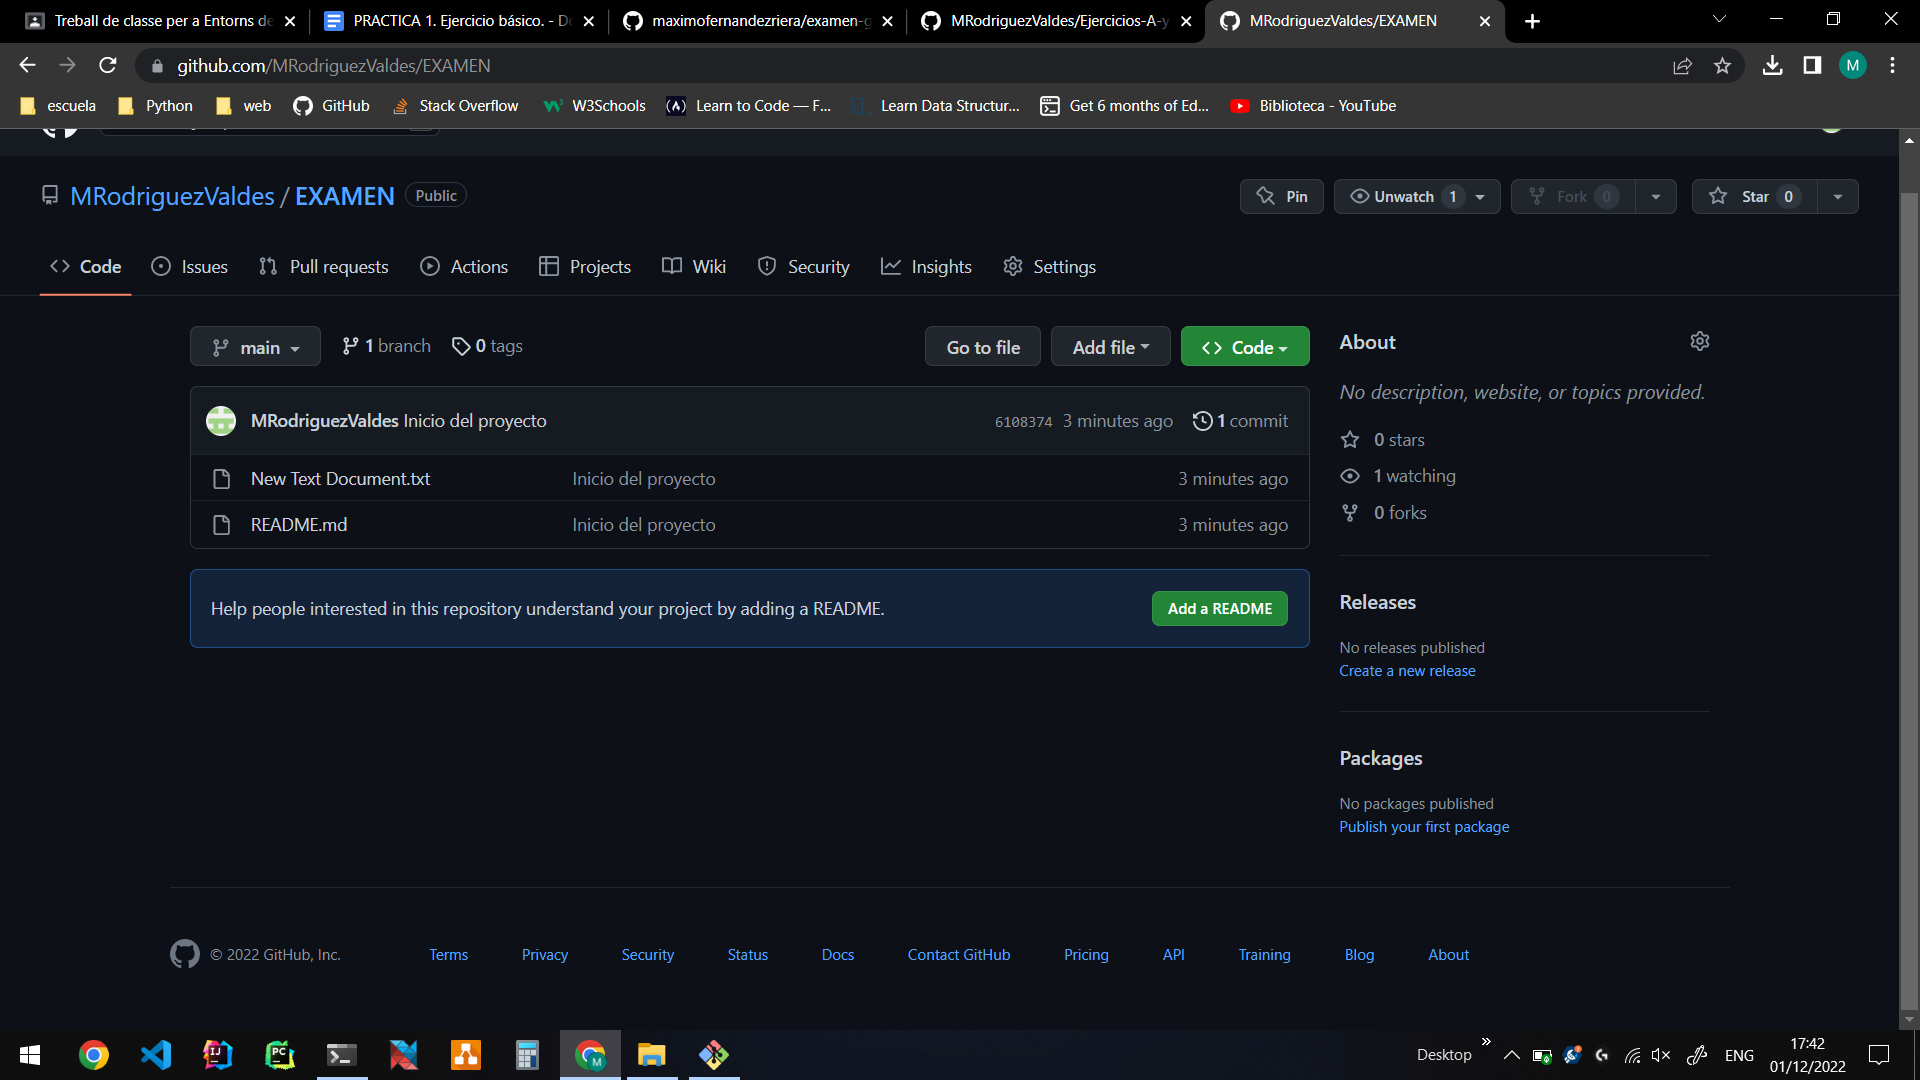 Treball de classe per a Entorns de
PRACTICA 1. Ejercicio básico. - Do
maximofernandezriera/examen-g
MRodriguezValdes/Ejercicios-A-y
MRodriguezValdes/EXAMEN
github.com/MRodriguezValdes/EXAMEN
M
escuela
Python
web
GitHub
Stack Overflow
W3Schools
Learn to Code — F...
Learn Data Structur...
Get 6 months of Ed...
Biblioteca - YouTube
MRodriguezValdes / EXAMEN Public
Pin
Unwatch 1
Fork 0
Star 0
Code
Issues
Pull requests
Actions
Projects
Wiki
Security
Insights
Settings
main
1 branch
0 tags
Go to file
Add file
Code
MRodriguezValdes Inicio del proyecto 6108374 3 minutes ago 1 commit
New Text Document.txt Inicio del proyecto 3 minutes ago
README.md Inicio del proyecto 3 minutes ago
Help people interested in this repository understand your project by adding a README.
Add a README
About
No description, website, or topics provided.
0 stars
1 watching
0 forks
Releases
No releases published
Create a new release
Packages
No packages published
Publish your first package
© 2022 GitHub, Inc.
Terms
Privacy
Security
Status
Docs
Contact GitHub
Pricing
API
Training
Blog
About
IJ
PC
M
Desktop
ENG
17:42
01/12/2022